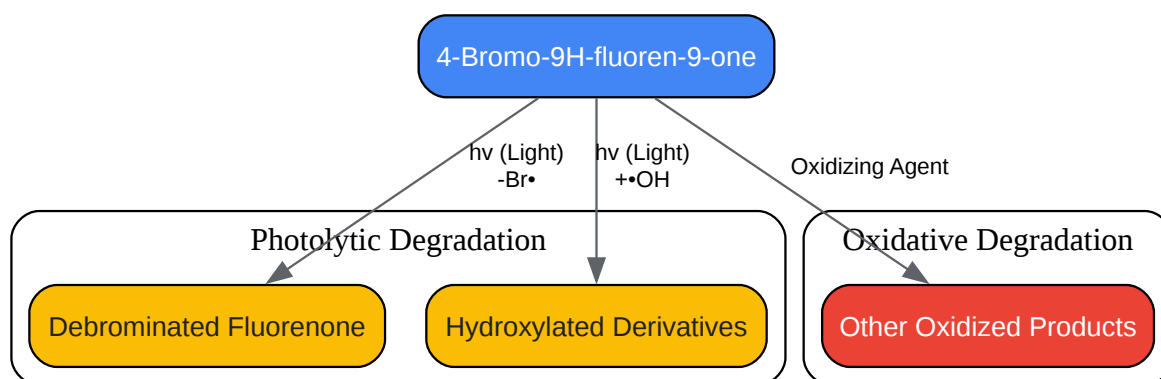 4-Bromo-9H-fluoren-9-one
hv (Light)
-Br•
hv (Light)
+•OH
Oxidizing Agent
Photolytic Degradation
Oxidative Degradation
Debrominated Fluorenone
Hydroxylated Derivatives
Other Oxidized Products